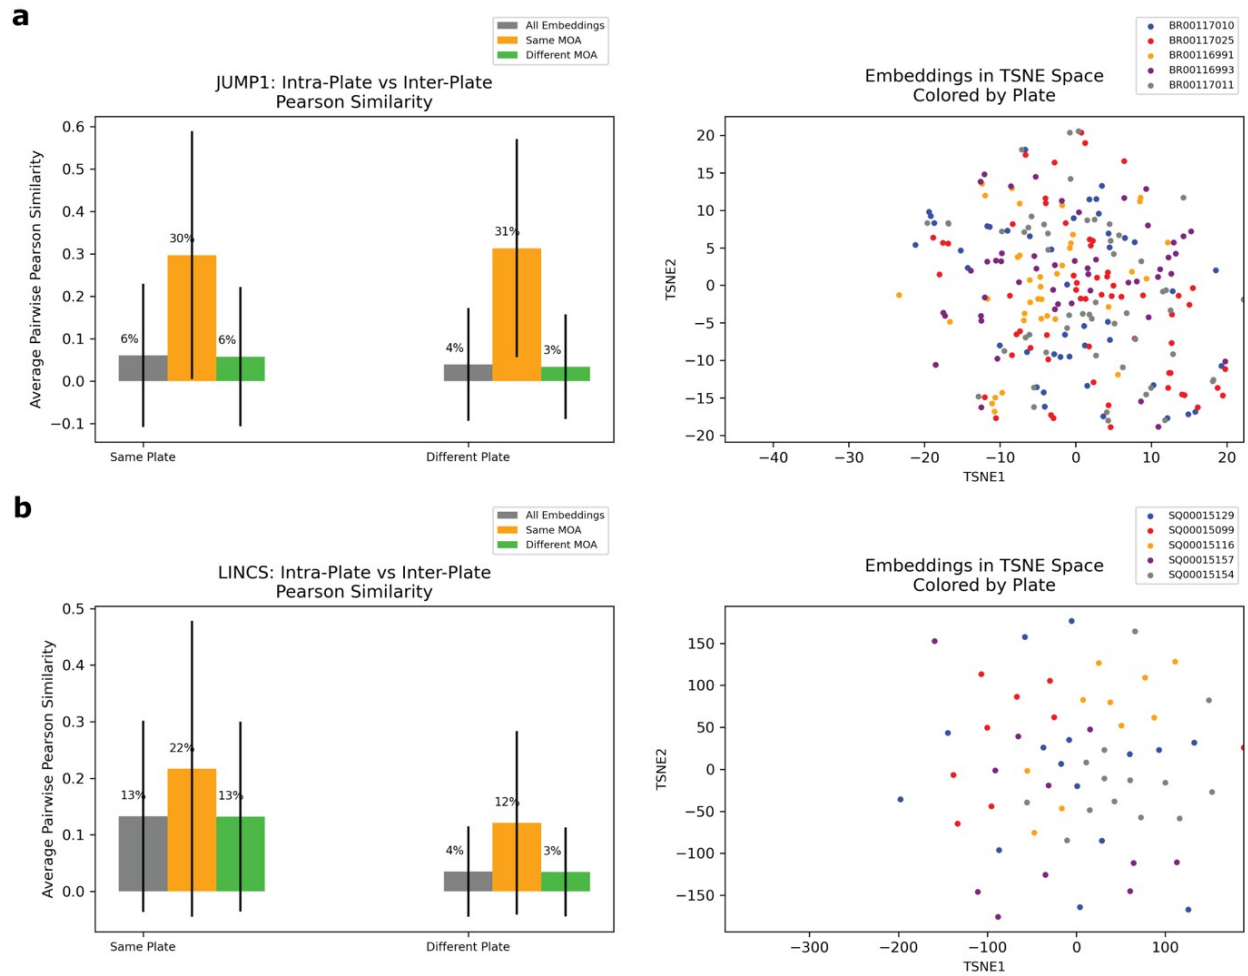 a
All Embeddings
Same MOA
Different MOA
JUMP1: Intra-Plate vs Inter-Plate
Pearson Similarity
Average Pairwise Pearson Similarity
0.6
0.5
0.4
0.3
0.2
0.1
0.0
−0.1
6%
30%
6%
4%
31%
3%
Same Plate
Different Plate
BR00117010
BR00117025
BR00116991
BR00116993
BR00117011
Embeddings in TSNE Space
Colored by Plate
TSNE2
20
15
10
5
0
−5
−10
−15
−20
−40
−30
−20
−10
0
10
20
TSNE1
b
All Embeddings
Same MOA
Different MOA
LINCS: Intra-Plate vs Inter-Plate
Pearson Similarity
Average Pairwise Pearson Similarity
0.5
0.4
0.3
0.2
0.1
0.0
13%
22%
13%
4%
12%
3%
Same Plate
Different Plate
SQ00015129
SQ00015099
SQ00015116
SQ00015157
SQ00015154
Embeddings in TSNE Space
Colored by Plate
TSNE2
150
100
50
0
−50
−100
−150
−300
−200
−100
0
100
TSNE1